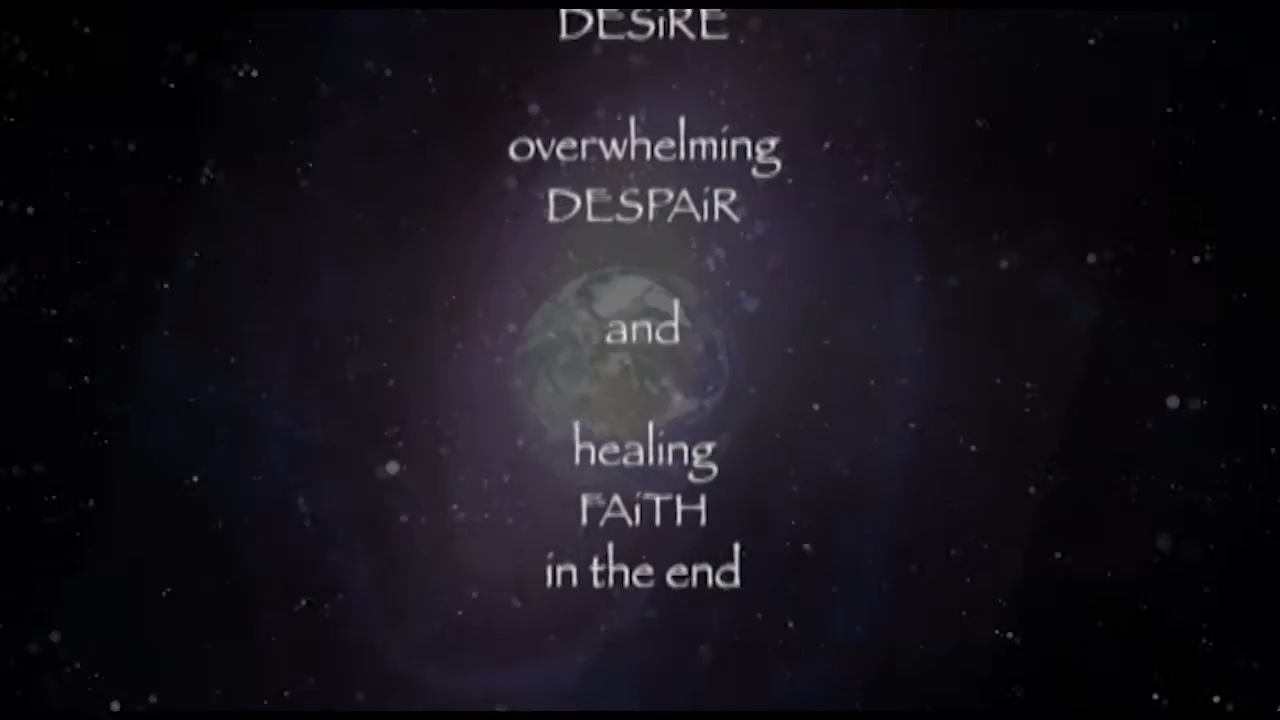 DESiRE
overwhelming
DESPAiR
and
healing
FAiTH
in the end